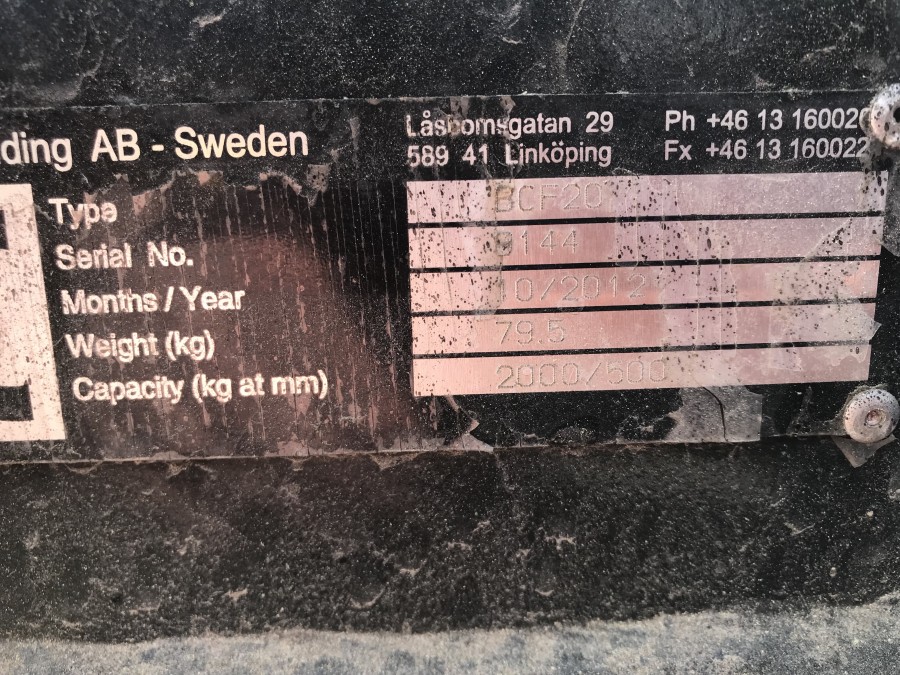 ding AB - Sweden
Låsbomsgatan 29
589 41 Linköping
Ph +46 13 16002
Fx +46 13 160022
Type BCF20
Serial No. 144
Months / Year 10/2012
Weight (kg) 79.5
Capacity (kg at mm) 2000/500